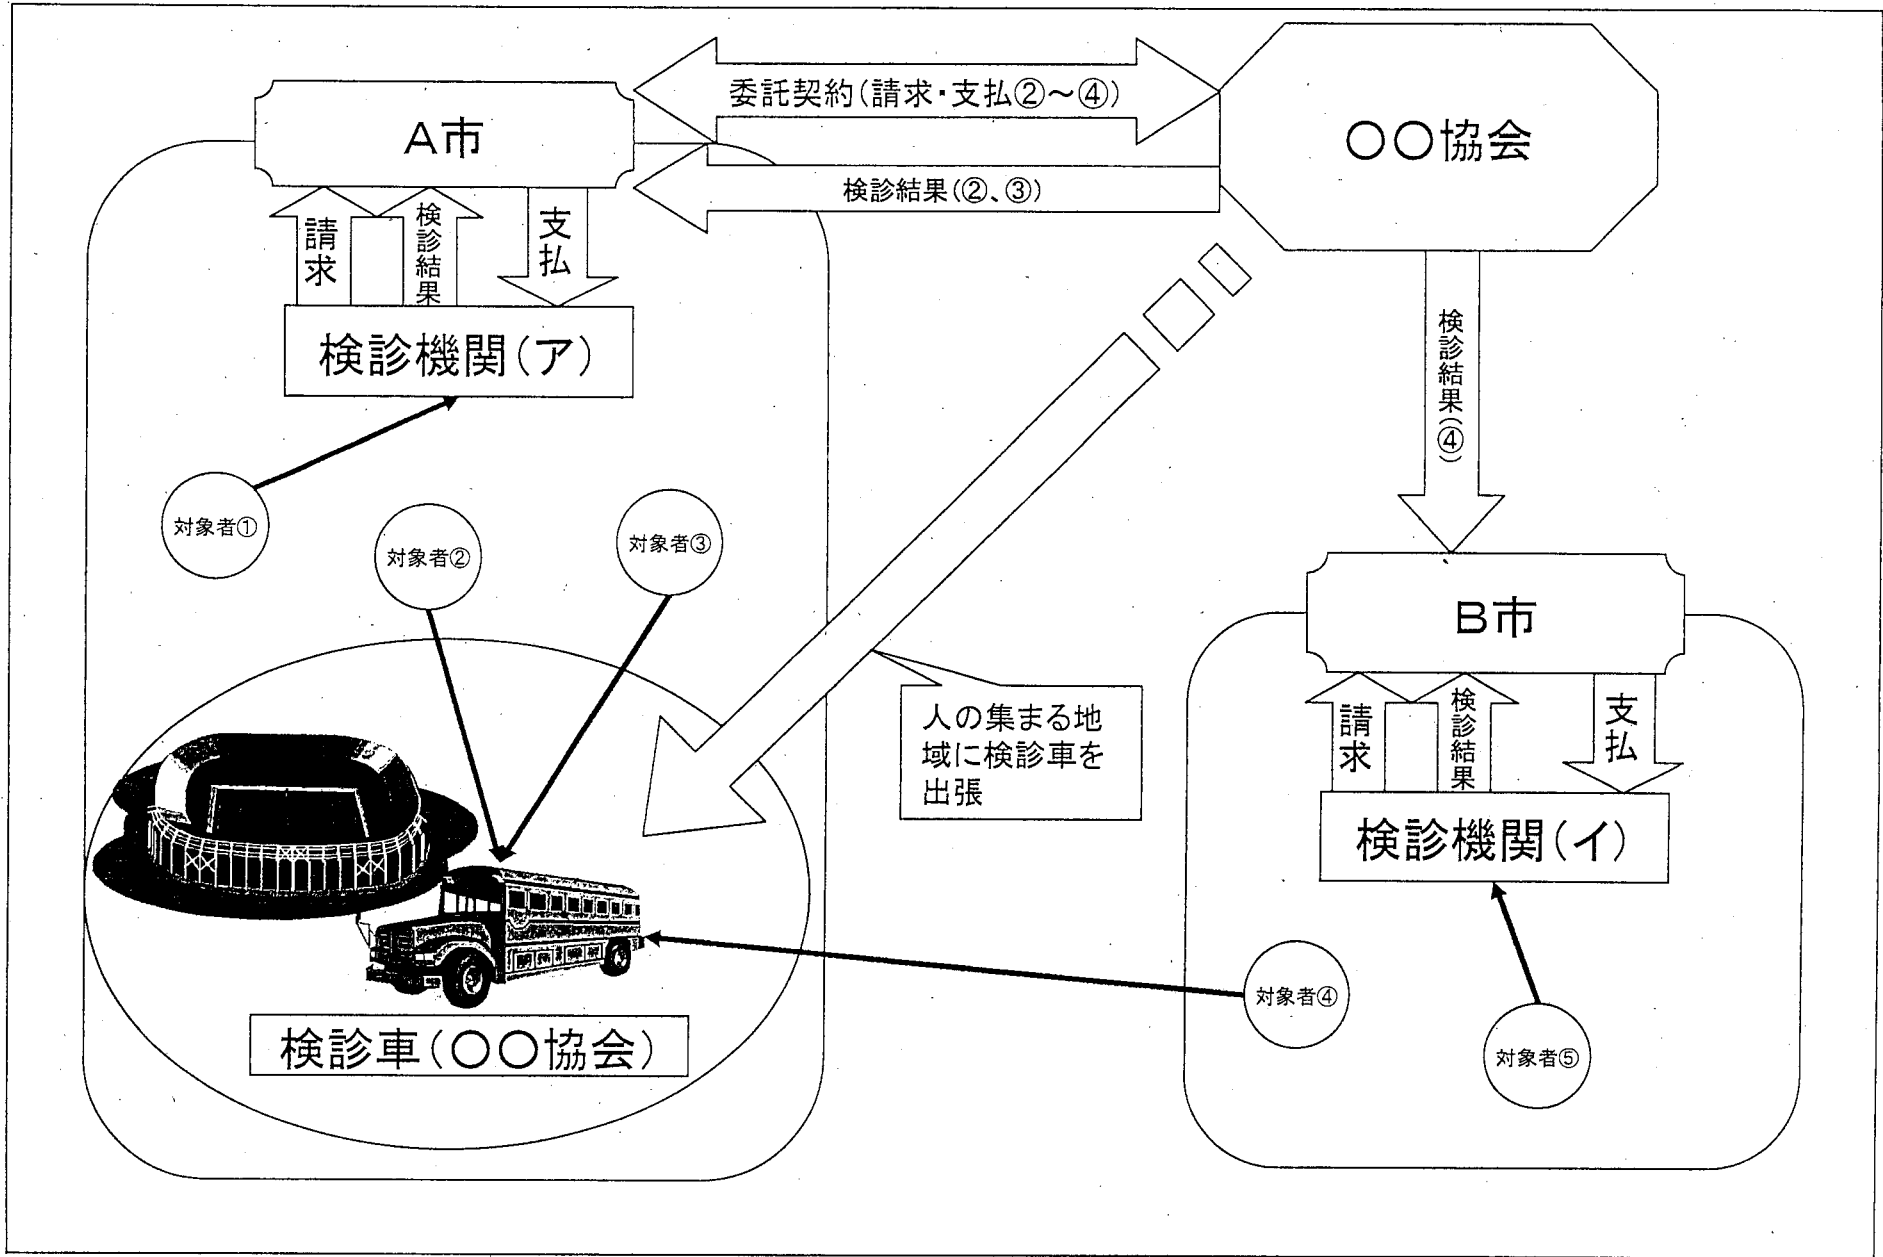 委託契約(請求・支払②~④)
A市
○○協会
検診結果(②、③)
請求
検診結果
支払
検診機関(ア)
検診結果(④)
対象者①
対象者②
対象者③
B市
人の集まる地
域に検診車を
出張
請求
検診結果
支払
検診機関(イ)
対象者④
検診車(○○協会)
対象者⑤